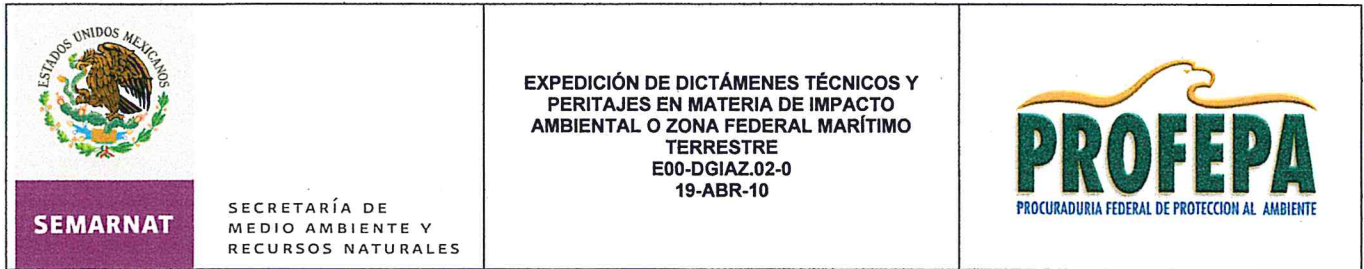 ESTADOS UNIDOS MEXICANOS
SEMARNAT
SECRETARÍA DE
MEDIO AMBIENTE Y
RECURSOS NATURALES
EXPEDICIÓN DE DICTÁMENES TÉCNICOS Y
PERITAJES EN MATERIA DE IMPACTO
AMBIENTAL O ZONA FEDERAL MARÍTIMO
TERRESTRE
E00-DGIAZ.02-0
19-ABR-10
PROFEPA
PROCURADURIA FEDERAL DE PROTECCION AL AMBIENTE